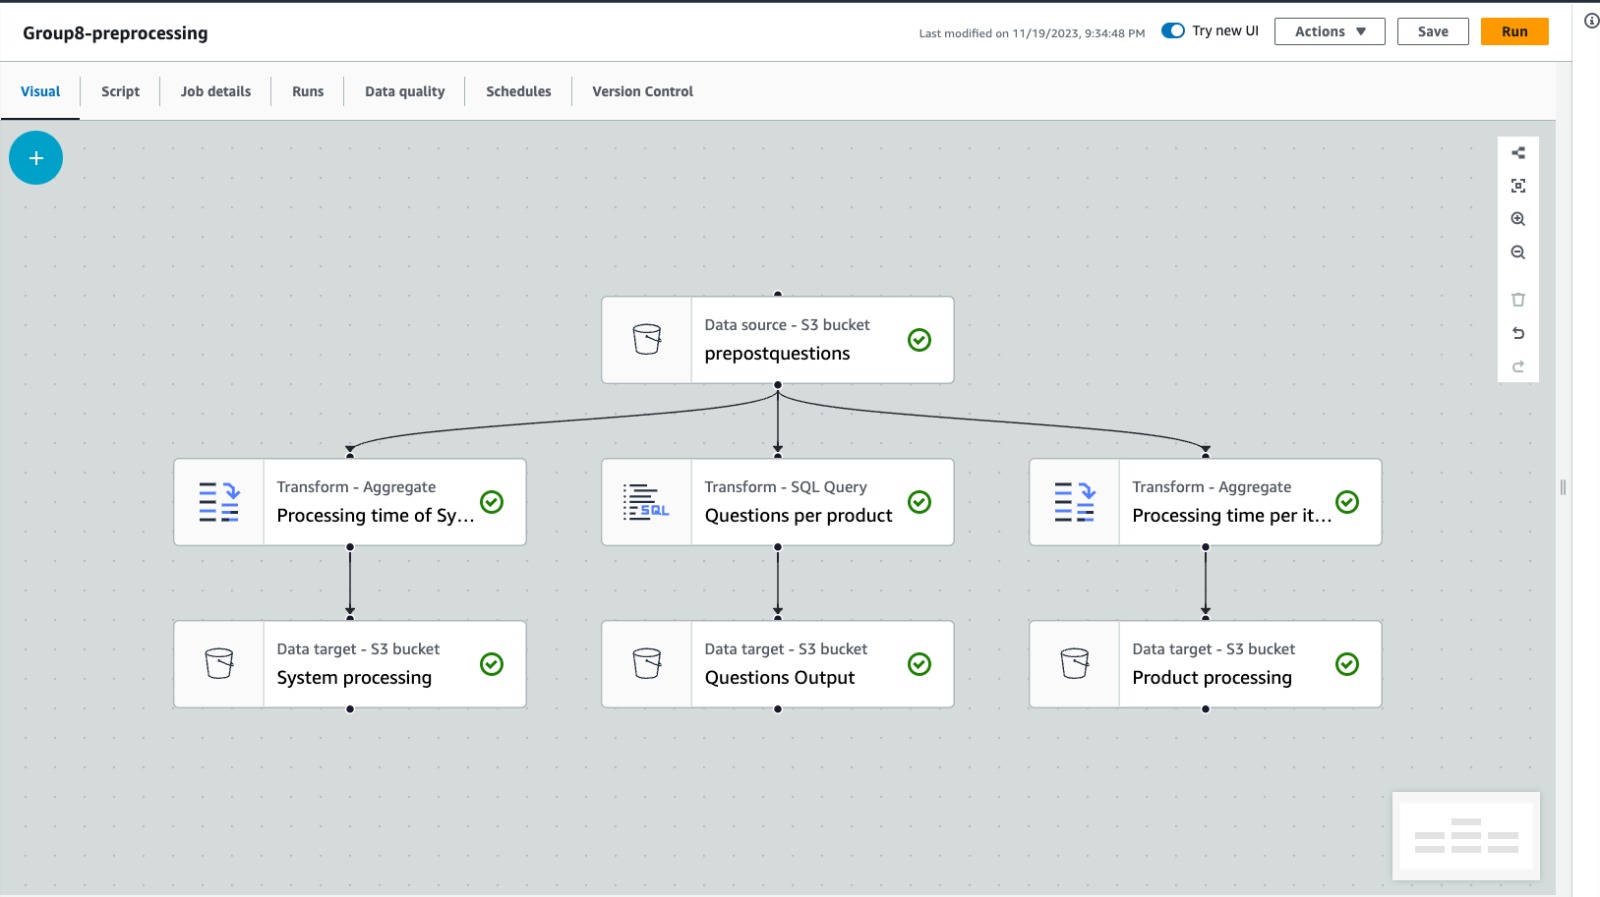 Group8-preprocessing
Last modified on 11/19/2023, 9:34:48 PM
Try new UI
Actions
Save
Run
Visual
Script
Job details
Runs
Data quality
Schedules
Version Control
Data source - S3 bucket
prepostquestions
Transform - Aggregate
Processing time of Sy...
Transform - SQL Query
Questions per product
SQL
Transform - Aggregate
Processing time per it...
Data target - S3 bucket
System processing
Data target - S3 bucket
Questions Output
Data target - S3 bucket
Product processing